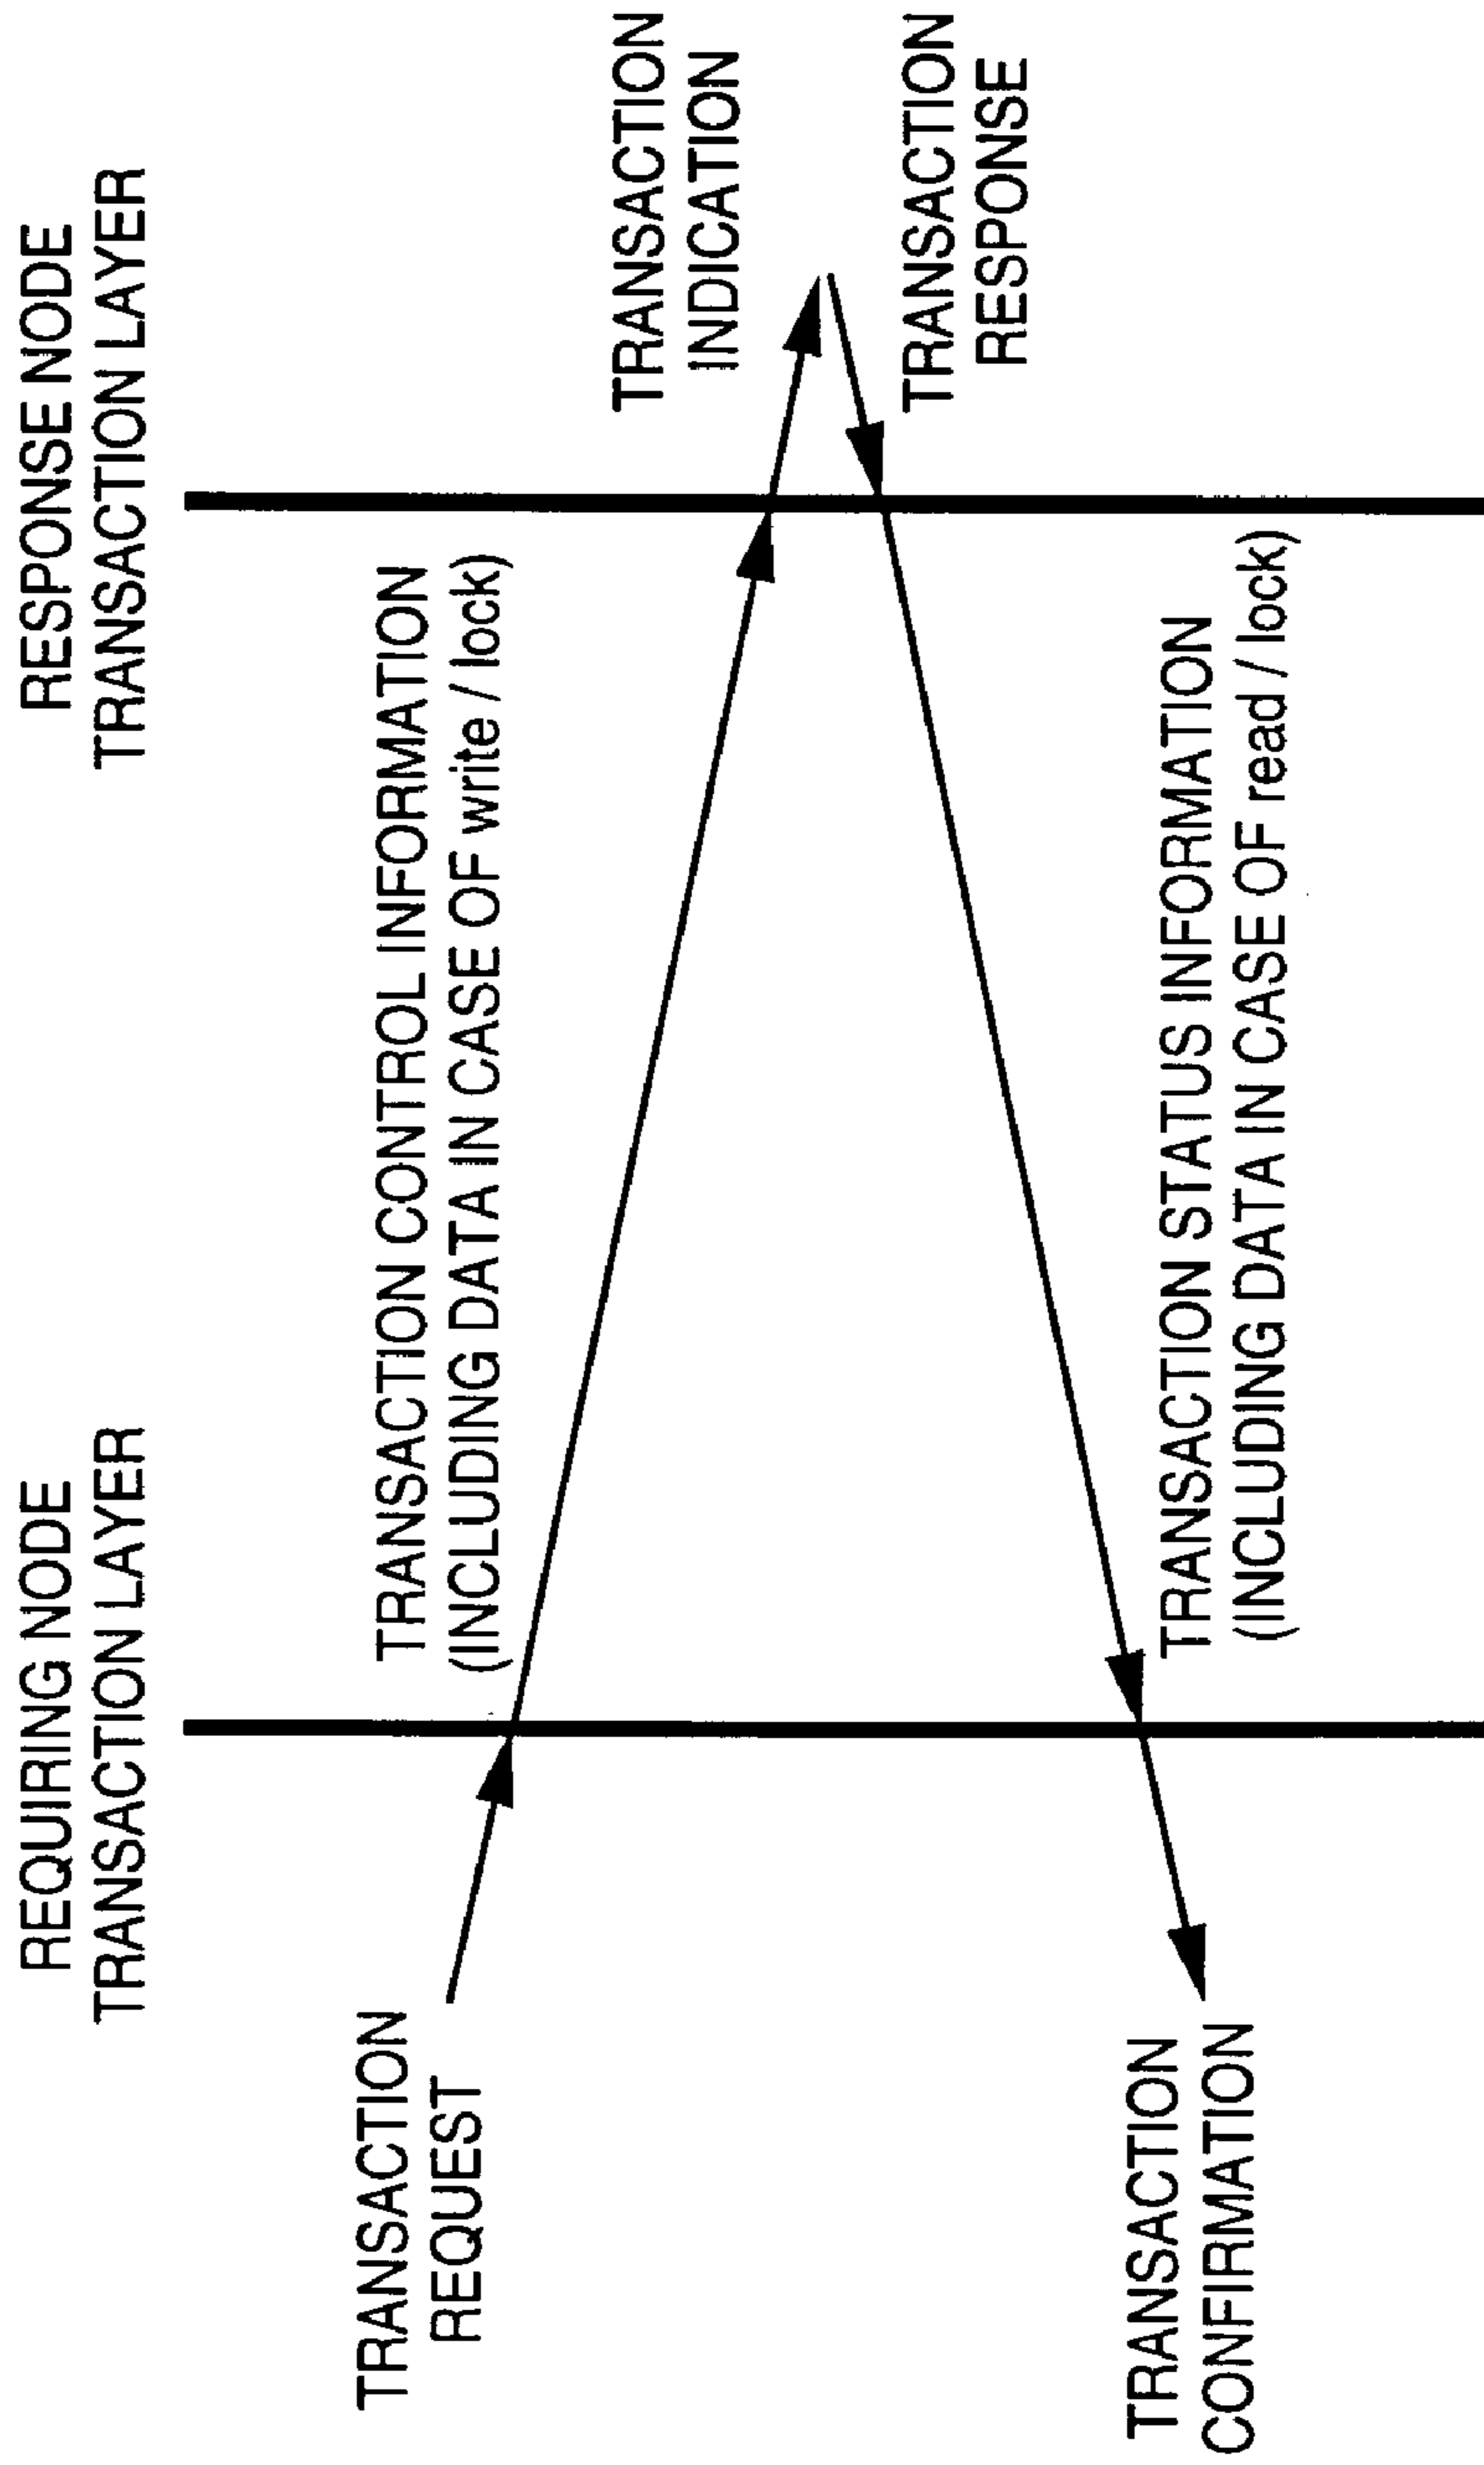 REQUIRING NODE
TRANSACTION LAYER
RESPONSE NODE
TRANSACTION LAYER
TRANSACTION
REQUEST
TRANSACTION CONTROL INFORMATION
(INCLUDING DATA IN CASE OF write / lock)
TRANSACTION
INDICATION
TRANSACTION
RESPONSE
TRANSACTION STATUS INFORMATION
(INCLUDING DATA IN CASE OF read / lock)
TRANSACTION
CONFIRMATION